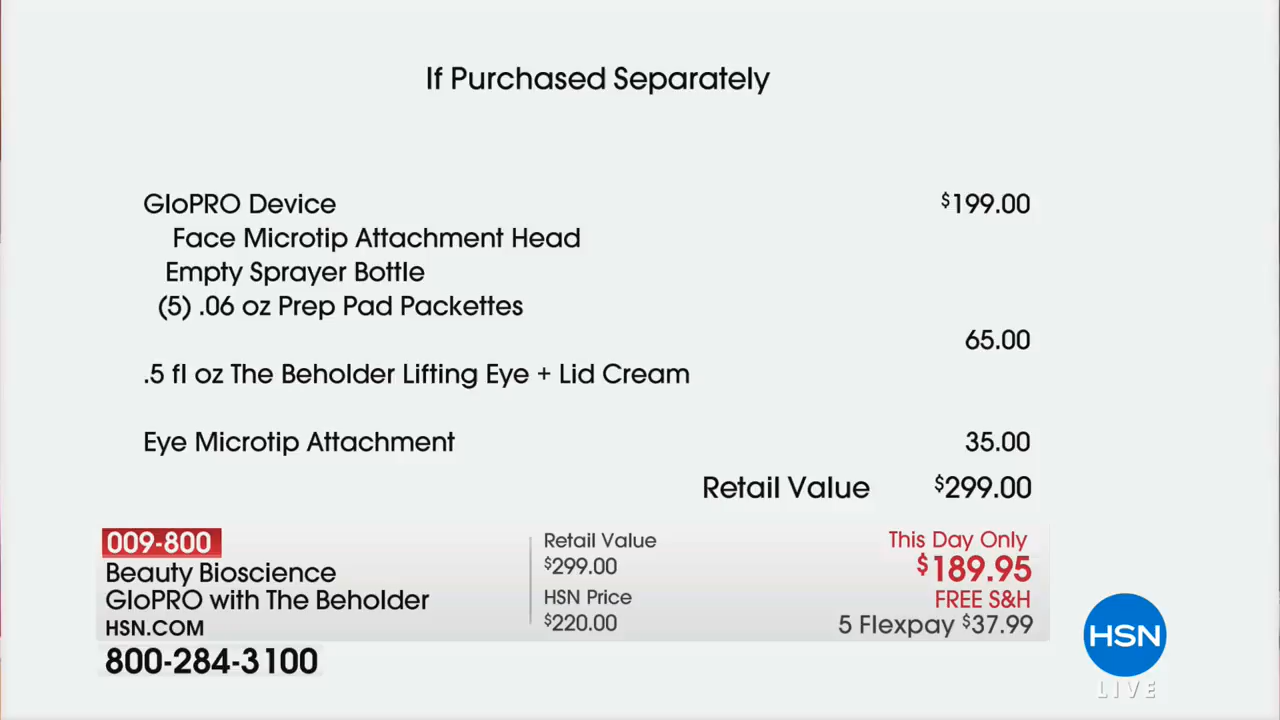 If Purchased Separately
GloPRO Device $199.00
Face Microtip Attachment Head
Empty Sprayer Bottle
(5) .06 oz Prep Pad Packettes
65.00
.5 fl oz The Beholder Lifting Eye + Lid Cream
Eye Microtip Attachment 35.00
Retail Value $299.00
009-800
Beauty Bioscience
GloPRO with The Beholder
HSN.COM
800-284-3100
Retail Value
$299.00
HSN Price
$220.00
This Day Only
$189.95
FREE S&H
5 Flexpay $37.99
HSN
LIVE